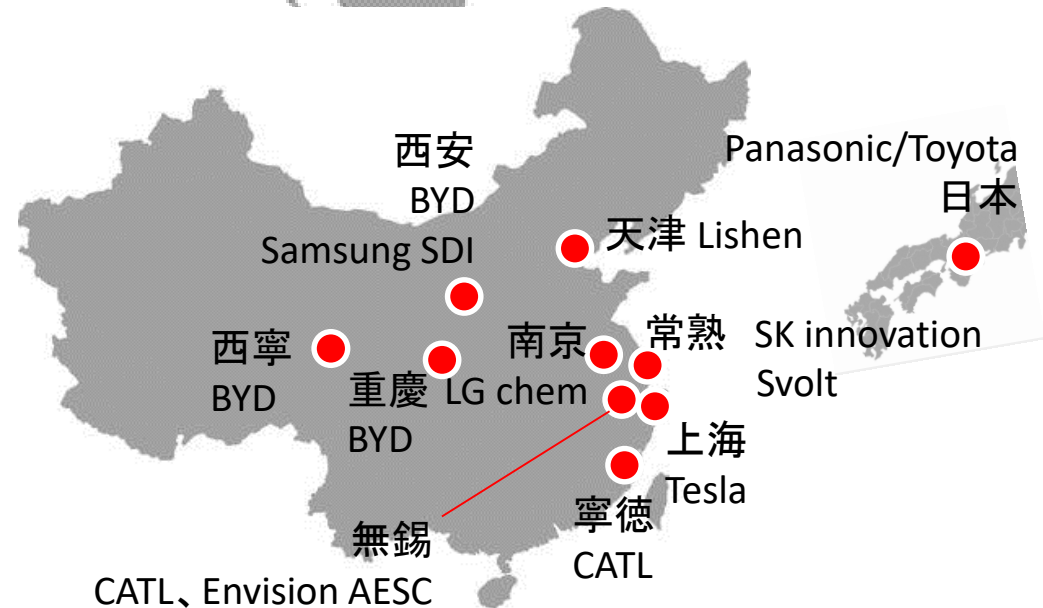 西安
BYD
Samsung SDI
Panasonic/Toyota
日本
天津 Lishen
西寧
BYD
重慶
BYD
南京
LG chem
常熟 SK innovation
Svolt
上海
Tesla
寧徳
CATL
無錫
CATL、Envision AESC